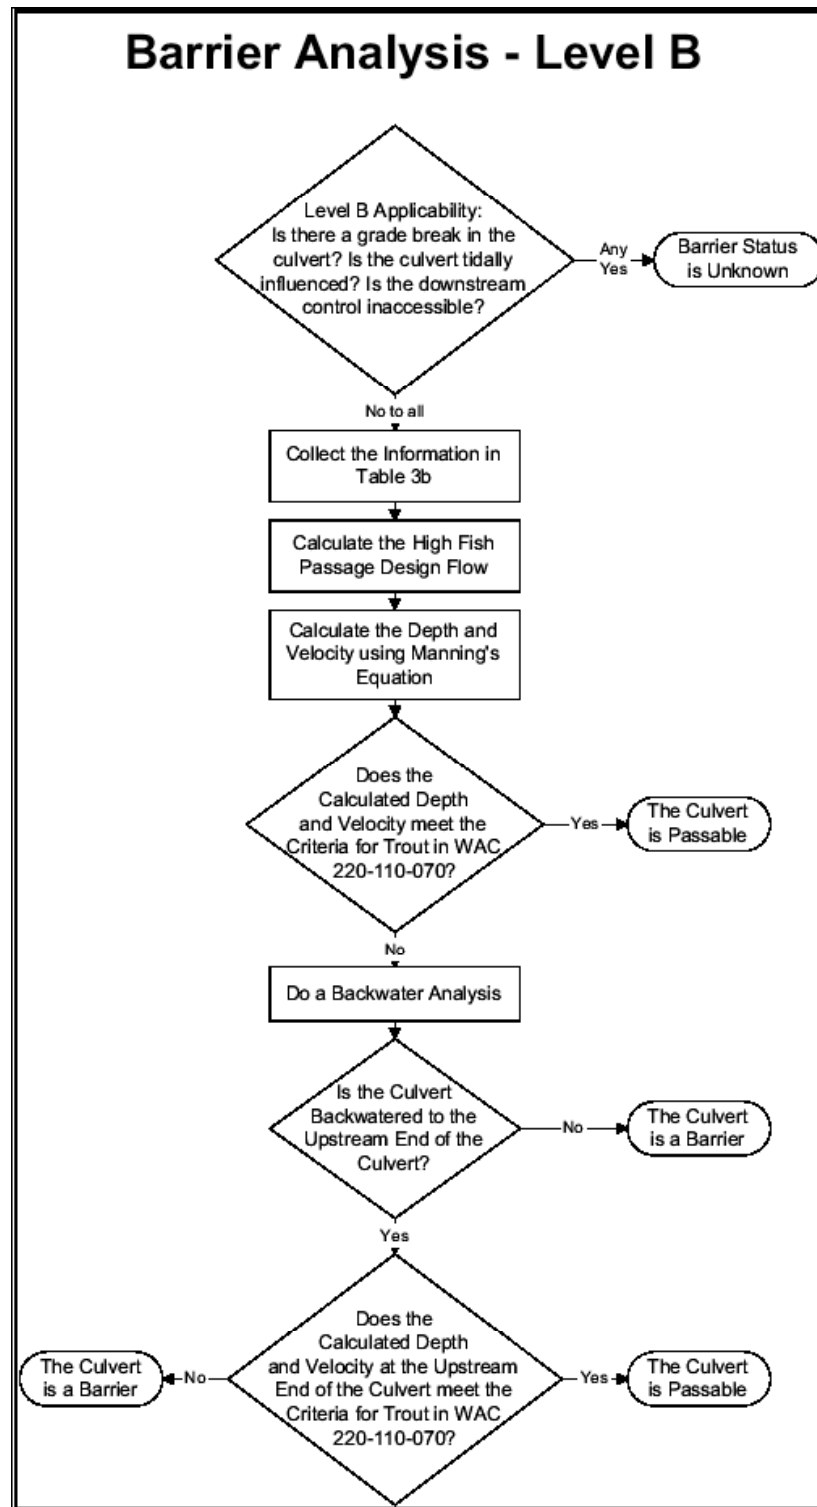 Barrier Analysis - Level B
Level B Applicability:
Is there a grade break in the
culvert? Is the culvert tidally
influenced? Is the downstream
control inaccessible?
Any
Yes
Barrier Status
is Unknown
No to all
Collect the Information in
Table 3b
Calculate the High Fish
Passage Design Flow
Calculate the Depth and
Velocity using Manning's
Equation
Does the
Calculated Depth
and Velocity meet the
Criteria for Trout in WAC
220-110-070?
Yes
The Culvert
is Passable
No
Do a Backwater Analysis
Is the Culvert
Backwatered to the
Upstream End of the
Culvert?
No
The Culvert
is a Barrier
Yes
Does the
Calculated Depth
and Velocity at the Upstream
End of the Culvert meet the
Criteria for Trout in WAC
220-110-070?
No
The Culvert
is a Barrier
Yes
The Culvert
is Passable